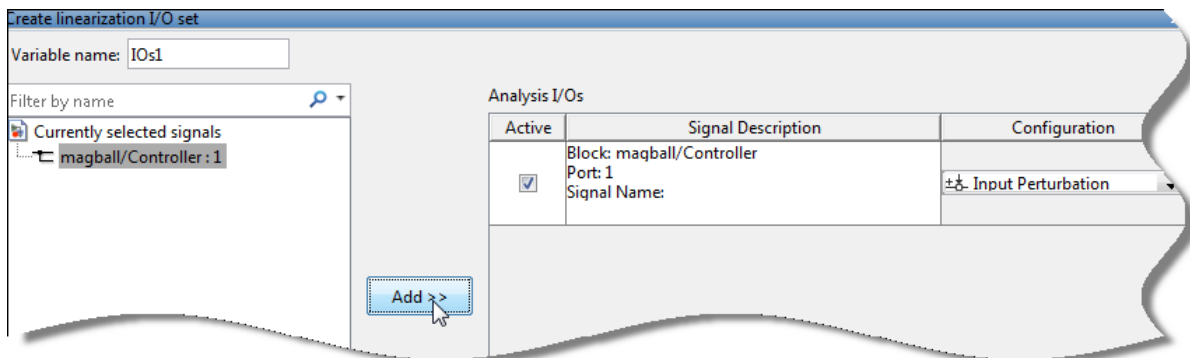 Create linearization I/O set
Variable name: IOs1
Filter by name
Currently selected signals
magball/Controller : 1
Add >>
Analysis I/Os
Active Signal Description Configuration
Block: magball/Controller
Port: 1
Signal Name:
Input Perturbation